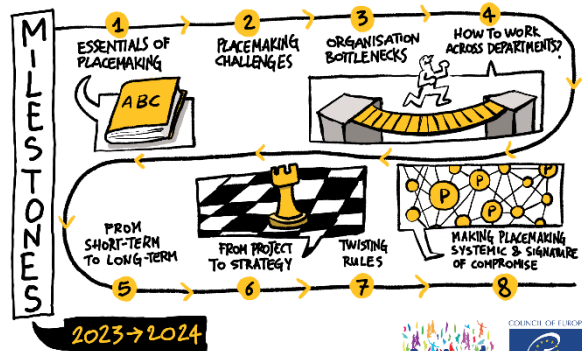 MILESTONES
1
ESSENTIALS OF
PLACEMAKING
ABC
2
PLACEMAKING
CHALLENGES
3
ORGANISATION
BOTTLENECKS
4
HOW TO WORK
ACROSS DEPARTMENTS?
FROM
SHORT-TERM
TO LONG-TERM
5
FROM PROJECT
TO STRATEGY
6
TWISTING
RULES
7
P
P
P
P
MAKING PLACEMAKING
SYSTEMIC & SIGNATURE
OF COMPROMISE
8
2023→2024
COUNCIL OF EUROP